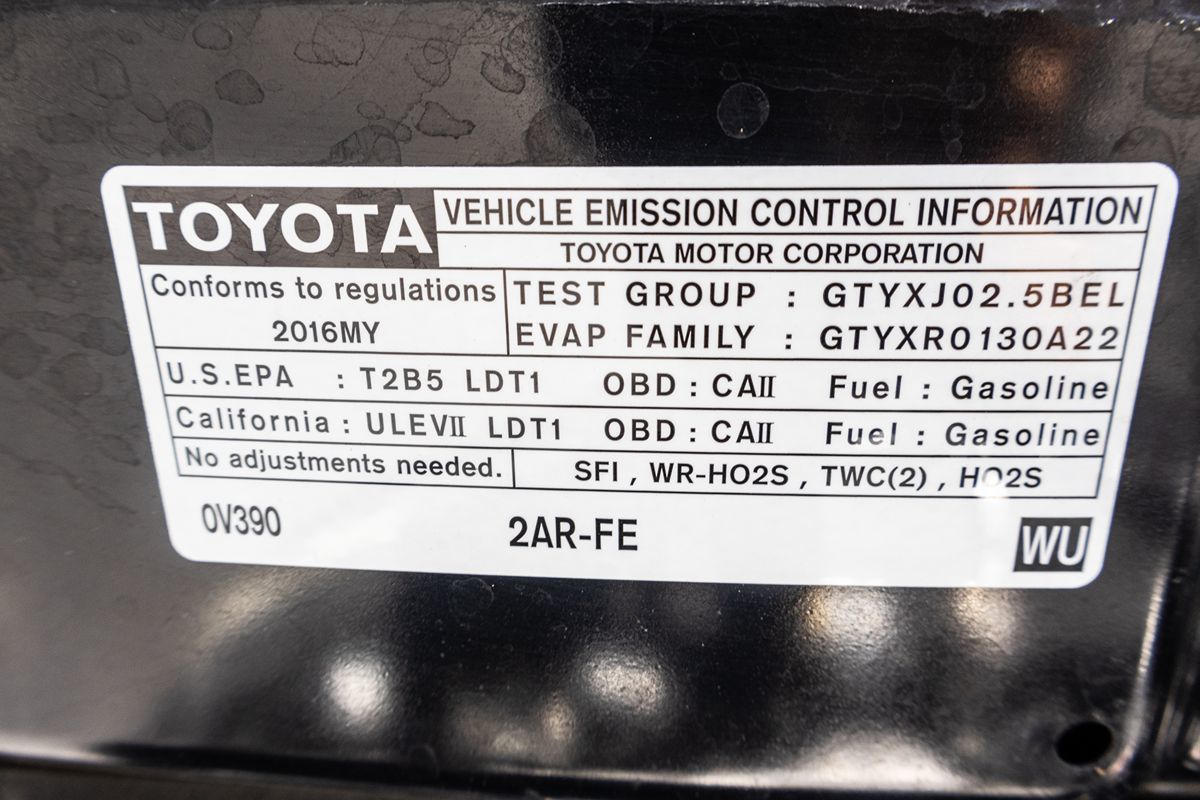 TOYOTA
VEHICLE EMISSION CONTROL INFORMATION
TOYOTA MOTOR CORPORATION
Conforms to regulations
2016MY
TEST GROUP : GTYXJ02.5BEL
EVAP FAMILY : GTYXR0130A22
U.S.EPA : T2B5 LDT1 OBD : CAII Fuel : Gasoline
California : ULEVII LDT1 OBD : CAII Fuel : Gasoline
No adjustments needed.
SFI , WR-HO2S , TWC(2) , HO2S
0V390
2AR-FE
WU